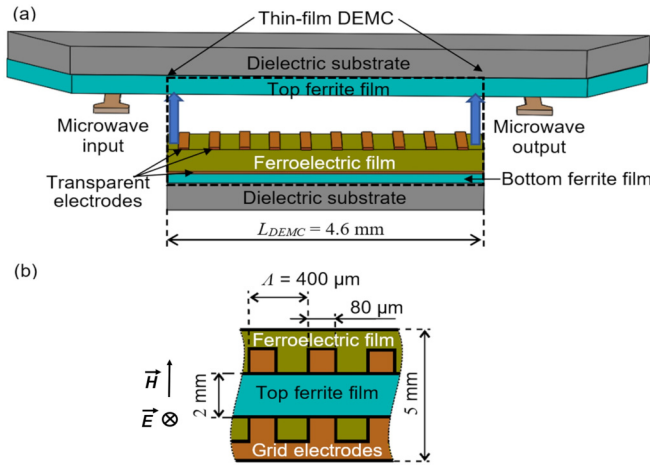 (a)
Thin-film DEMC
Dielectric substrate
Top ferrite film
Microwave
input
Microwave
output
Ferroelectric film
Transparent
electrodes
Bottom ferrite film
Dielectric substrate
L_DEMC = 4.6 mm
(b)
Λ = 400 μm
80 μm
Ferroelectric film
H
E
2 mm
Top ferrite film
5 mm
Grid electrodes